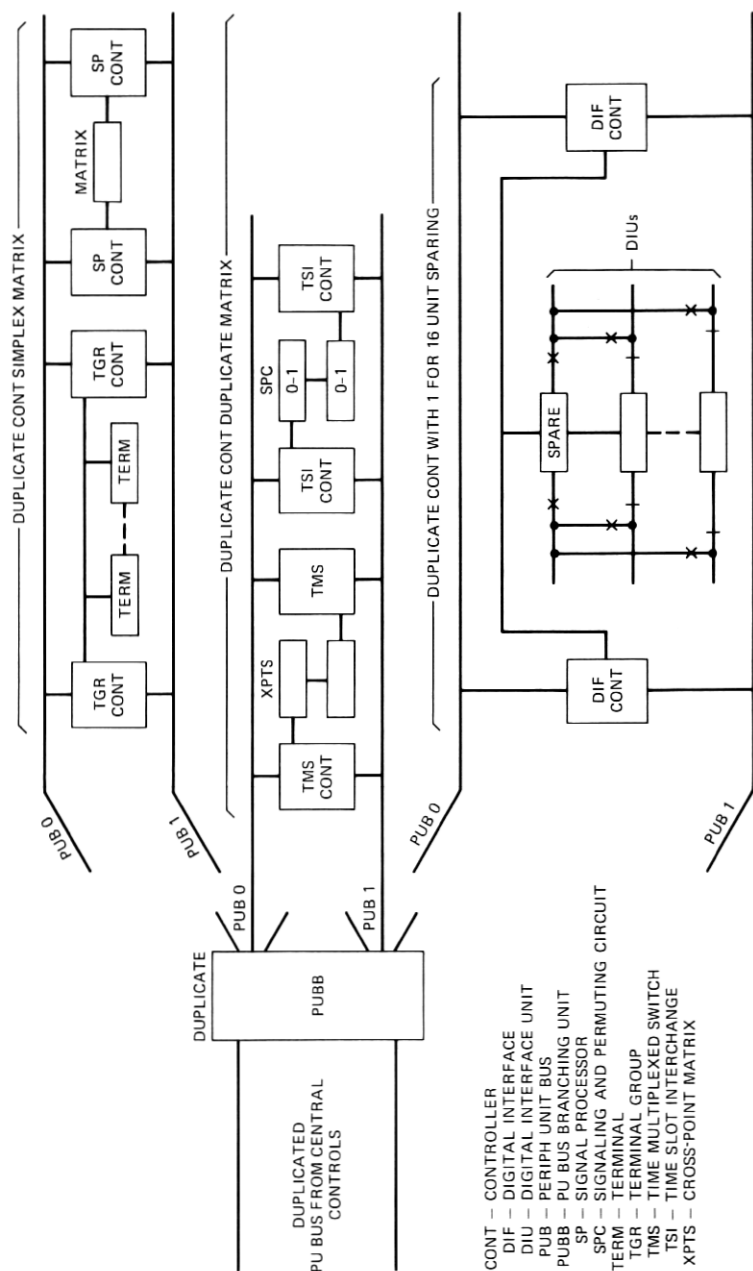 DUPLICATE CONT SIMPLEX MATRIX
PUB 0
PUB 1
TGR
CONT
TERM
TERM
TGR
CONT
SP
CONT
MATRIX
SP
CONT
DUPLICATE CONT DUPLICATE MATRIX
DUPLICATED
PU BUS FROM CENTRAL
CONTROLS
DUPLICATE
PUBB
PUB 0
PUB 1
TMS
CONT
XPTS
TMS
TSI
CONT
SPC
0-1
0-1
TSI
CONT
DUPLICATE CONT WITH 1 FOR 16 UNIT SPARING
PUB 0
PUB 1
DIF
CONT
SPARE
DIUs
DIF
CONT
CONT – CONTROLLER
DIF – DIGITAL INTERFACE
DIU – DIGITAL INTERFACE UNIT
PUB – PERIPH UNIT BUS
PUBB – PU BUS BRANCHING UNIT
SP – SIGNAL PROCESSOR
SPC – SIGNALING AND PERMUTING CIRCUIT
TERM – TERMINAL
TGR – TERMINAL GROUP
TMS – TIME MULTIPLEXED SWITCH
TSI – TIME SLOT INTERCHANGE
XPTS – CROSS-POINT MATRIX